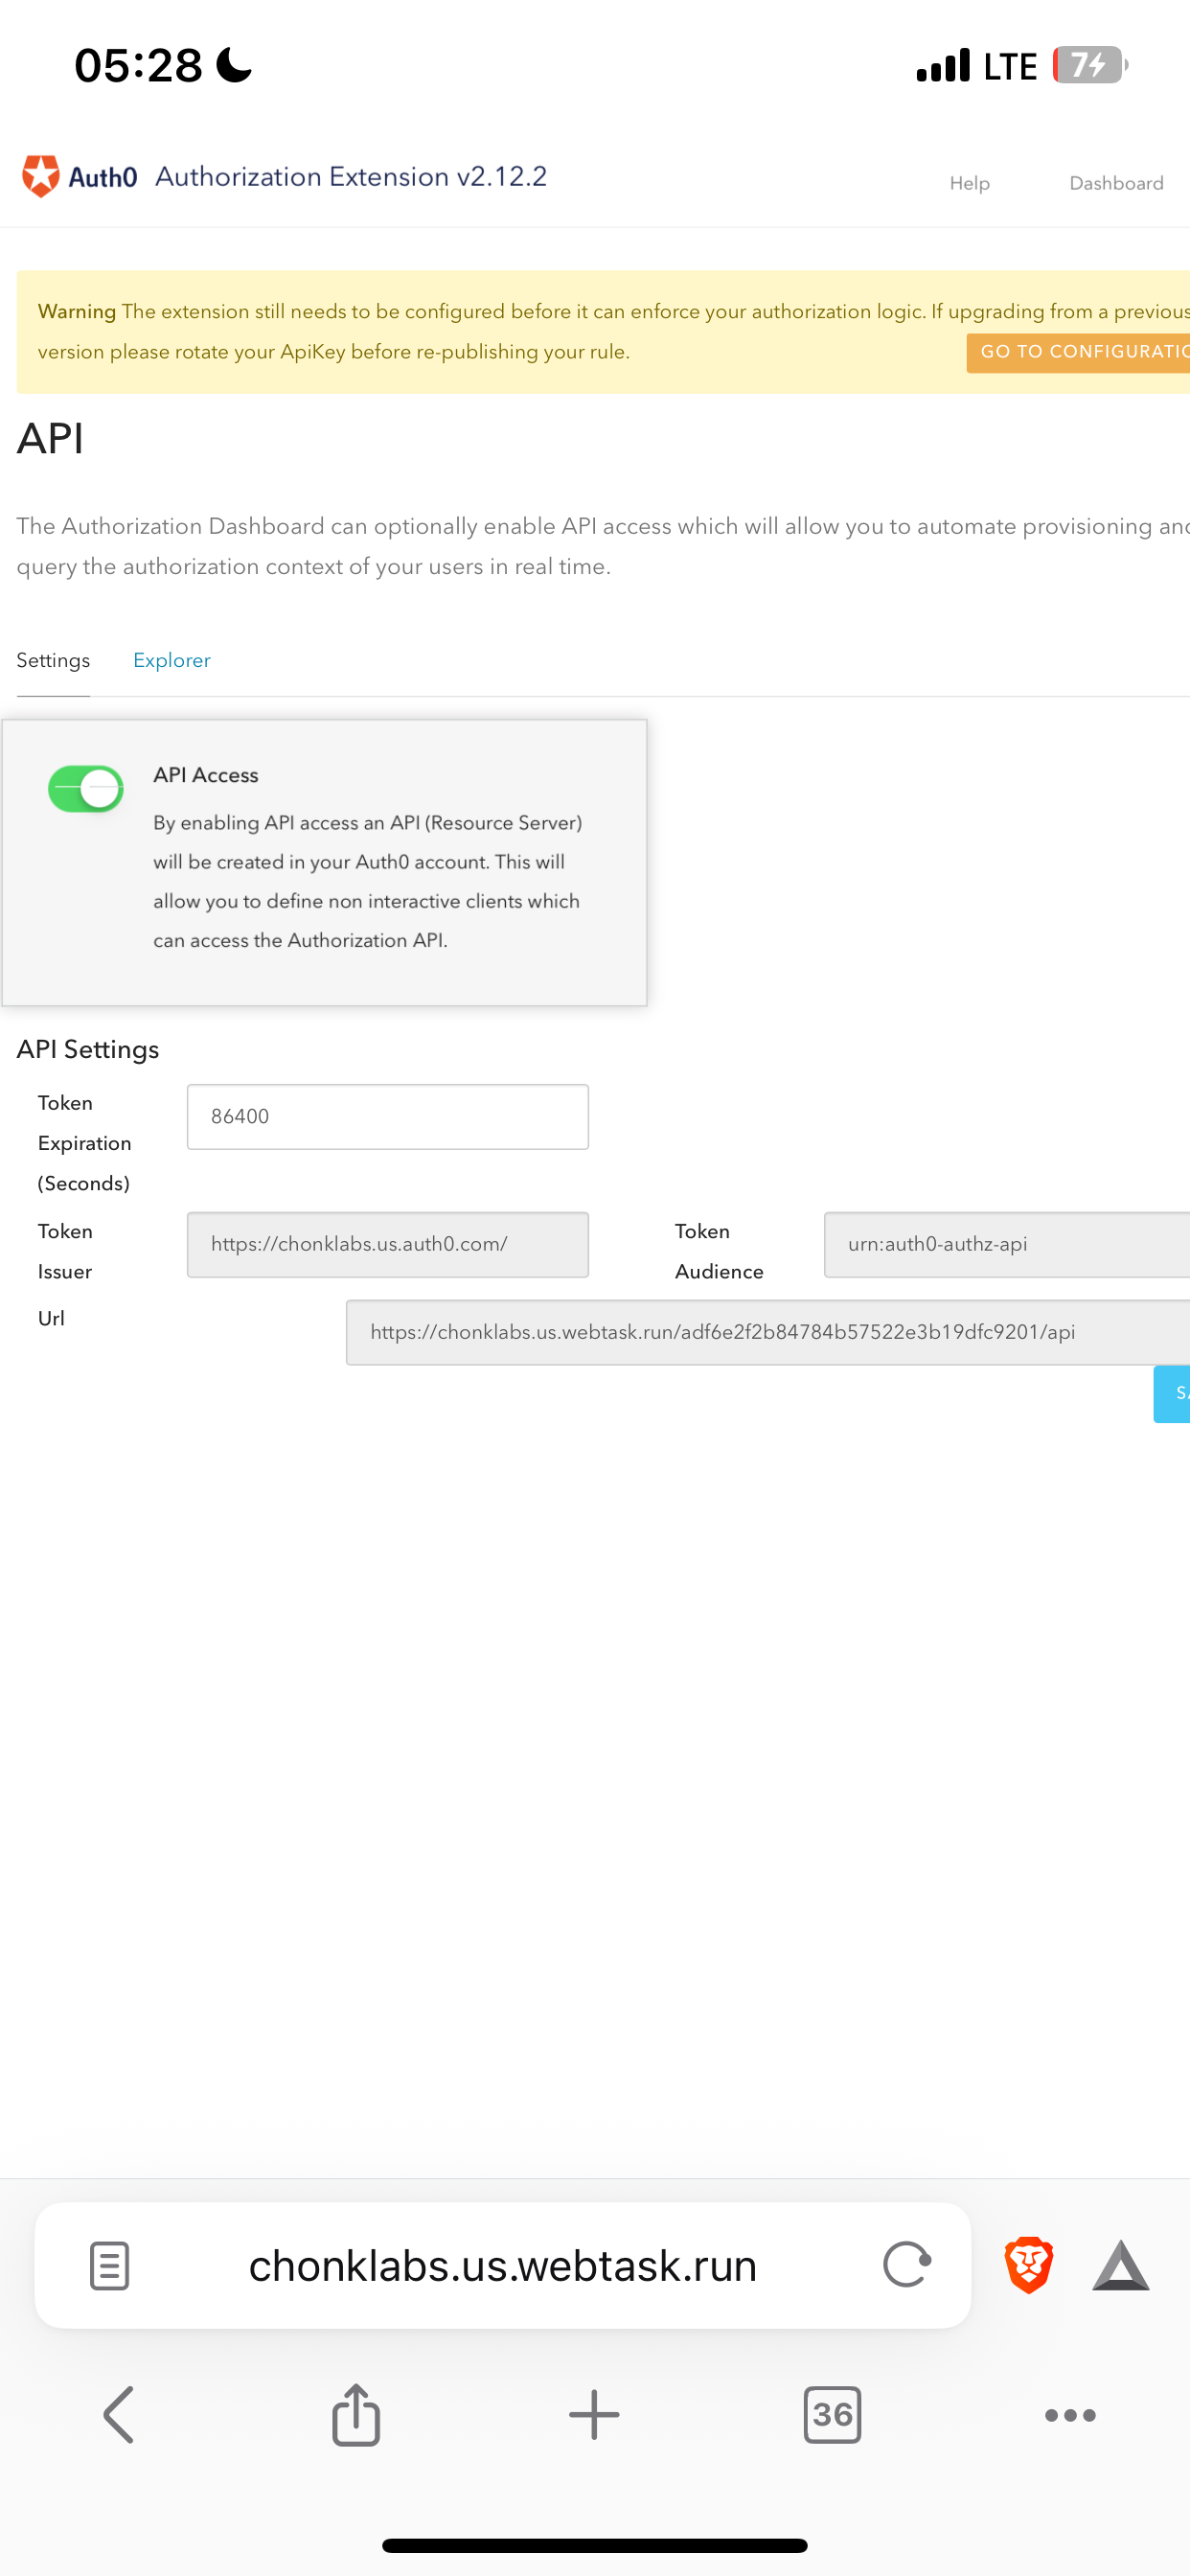 05:28
LTE
7
Auth0 Authorization Extension v2.12.2
Help
Dashboard
Warning The extension still needs to be configured before it can enforce your authorization logic. If upgrading from a previous
version please rotate your ApiKey before re-publishing your rule.
GO TO CONFIGURATIO
API
The Authorization Dashboard can optionally enable API access which will allow you to automate provisioning and
query the authorization context of your users in real time.
Settings
Explorer
API Access
By enabling API access an API (Resource Server)
will be created in your Auth0 account. This will
allow you to define non interactive clients which
can access the Authorization API.
API Settings
Token
Expiration
(Seconds)
86400
Token
Issuer
https://chonklabs.us.auth0.com/
Token
Audience
urn:auth0-authz-api
Url
https://chonklabs.us.webtask.run/adf6e2f2b84784b57522e3b19dfc9201/api
chonklabs.us.webtask.run
36